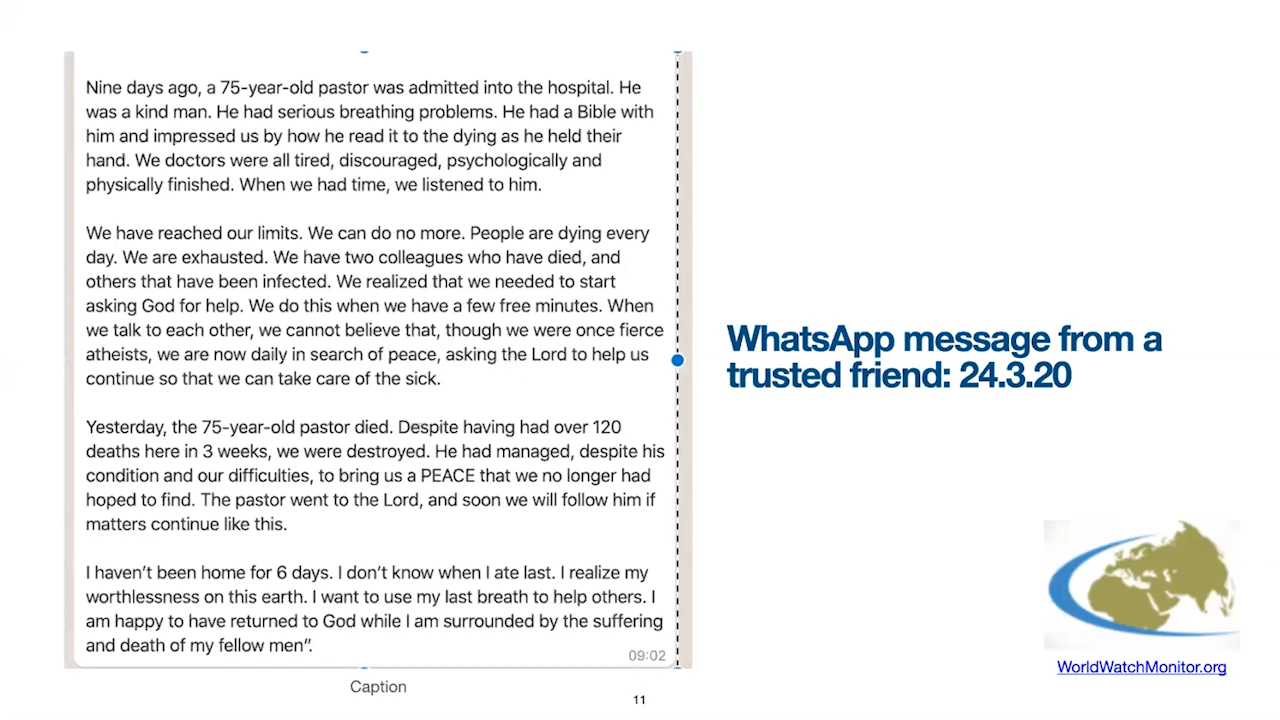 Nine days ago, a 75-year-old pastor was admitted into the hospital. He
was a kind man. He had serious breathing problems. He had a Bible with
him and impressed us by how he read it to the dying as he held their
hand. We doctors were all tired, discouraged, psychologically and
physically finished. When we had time, we listened to him.
We have reached our limits. We can do no more. People are dying every
day. We are exhausted. We have two colleagues who have died, and
others that have been infected. We realized that we needed to start
asking God for help. We do this when we have a few free minutes. When
we talk to each other, we cannot believe that, though we were once fierce
atheists, we are now daily in search of peace, asking the Lord to help us
continue so that we can take care of the sick.
Yesterday, the 75-year-old pastor died. Despite having had over 120
deaths here in 3 weeks, we were destroyed. He had managed, despite his
condition and our difficulties, to bring us a PEACE that we no longer had
hoped to find. The pastor went to the Lord, and soon we will follow him if
matters continue like this.
I haven't been home for 6 days. I don't know when I ate last. I realize my
worthlessness on this earth. I want to use my last breath to help others. I
am happy to have returned to God while I am surrounded by the suffering
and death of my fellow men”.
09:02
Caption
WhatsApp message from a
trusted friend: 24.3.20
WorldWatchMonitor.org
11